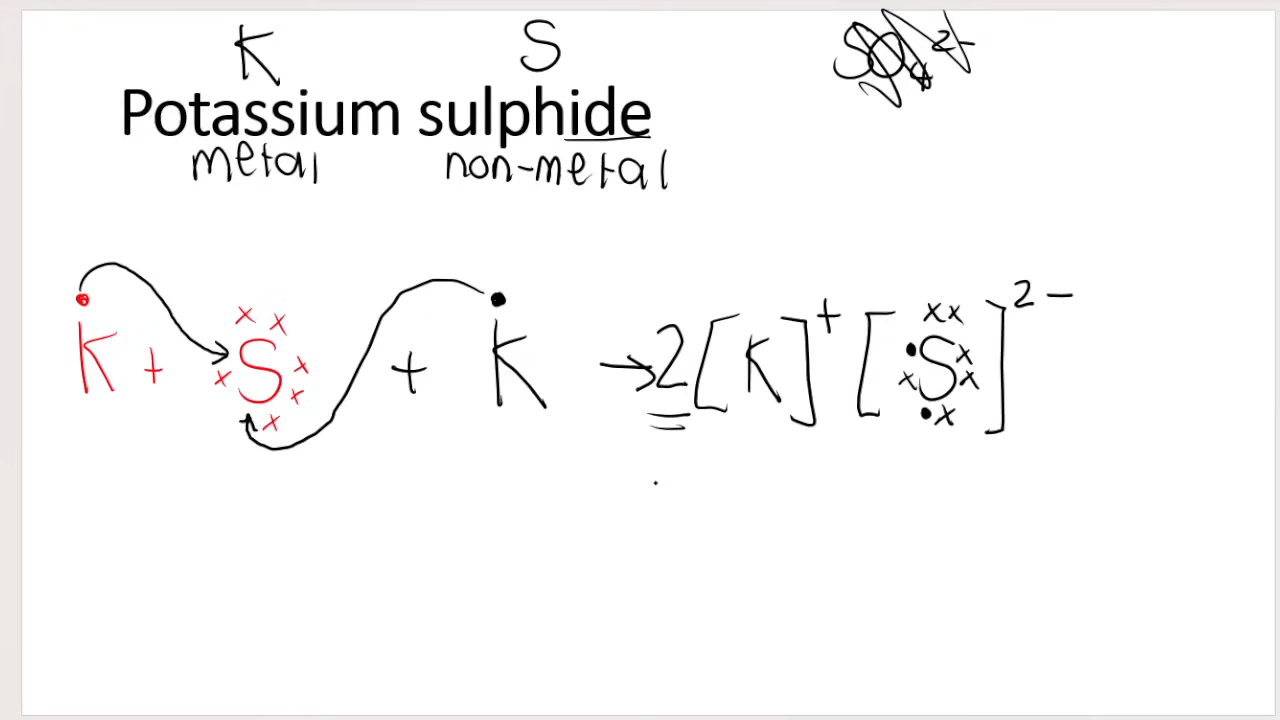 K S
Potassium sulphide
metal non-metal
K + S + K → 2[K]⁺ [S]²⁻